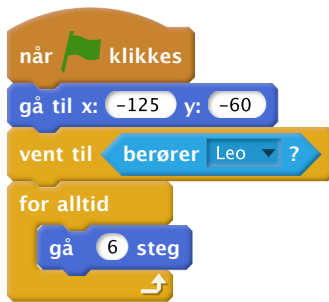 når klikkes
gå til x: -125 y: -60
vent til berører Leo ?
for alltid
gå 6 steg